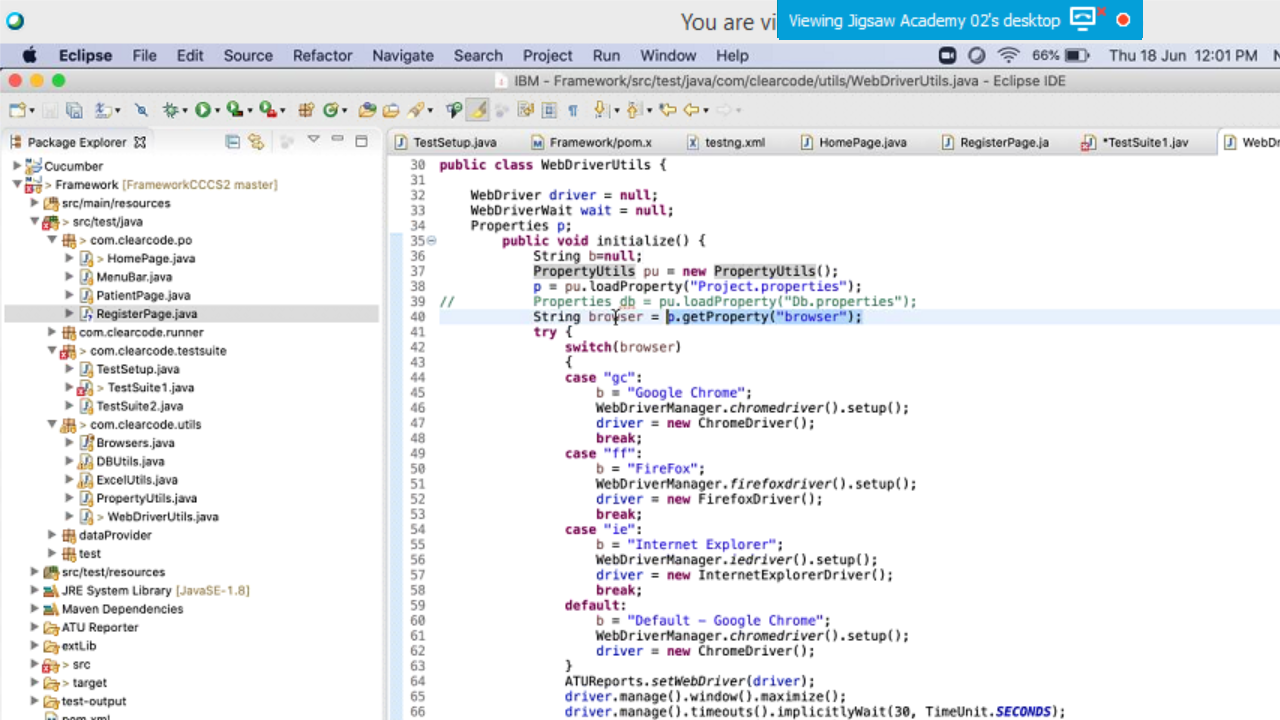 You are vi
Viewing Jigsaw Academy 02's desktop
Eclipse File Edit Source Refactor Navigate Search Project Run Window Help 66% Thu 18 Jun 12:01 PM N
IBM - Framework/src/test/java/com/clearcode/utils/WebDriverUtils.java - Eclipse IDE
Package Explorer
TestSetup.java Framework/pom.x testng.xml HomePage.java RegisterPage.ja *TestSuite1.jav WebDr
Cucumber
> Framework [FrameworkCCCS2 master]
src/main/resources
> src/test/java
> com.clearcode.po
> HomePage.java
MenuBar.java
PatientPage.java
RegisterPage.java
com.clearcode.runner
> com.clearcode.testsuite
TestSetup.java
> TestSuite1.java
TestSuite2.java
> com.clearcode.utils
Browsers.java
DBUtils.java
ExcelUtils.java
PropertyUtils.java
> WebDriverUtils.java
dataProvider
> test
src/test/resources
JRE System Library [JavaSE-1.8]
Maven Dependencies
ATU Reporter
extLib
> src
> target
test-output
pom.xml
30 public class WebDriverUtils {
31
32 WebDriver driver = null;
33 WebDriverWait wait = null;
34 Properties p;
35 public void initialize() {
36 String b=null;
37 PropertyUtils pu = new PropertyUtils();
38 p = pu.loadProperty("Project.properties");
39 // Properties db = pu.loadProperty("Db.properties");
40 String browser = p.getProperty("browser");
41 try {
42 switch(browser)
43 {
44 case "gc":
45 b = "Google Chrome";
46 WebDriverManager.chromedriver().setup();
47 driver = new ChromeDriver();
48 break;
49 case "ff":
50 b = "FireFox";
51 WebDriverManager.firefoxdriver().setup();
52 driver = new FirefoxDriver();
53 break;
54 case "ie":
55 b = "Internet Explorer";
56 WebDriverManager.iedriver().setup();
57 driver = new InternetExplorerDriver();
58 break;
59 default:
60 b = "Default - Google Chrome";
61 WebDriverManager.chromedriver().setup();
62 driver = new ChromeDriver();
63 }
64 ATUReports.setWebDriver(driver);
65 driver.manage().window().maximize();
66 driver.manage().timeouts().implicitlyWait(30, TimeUnit.SECONDS);